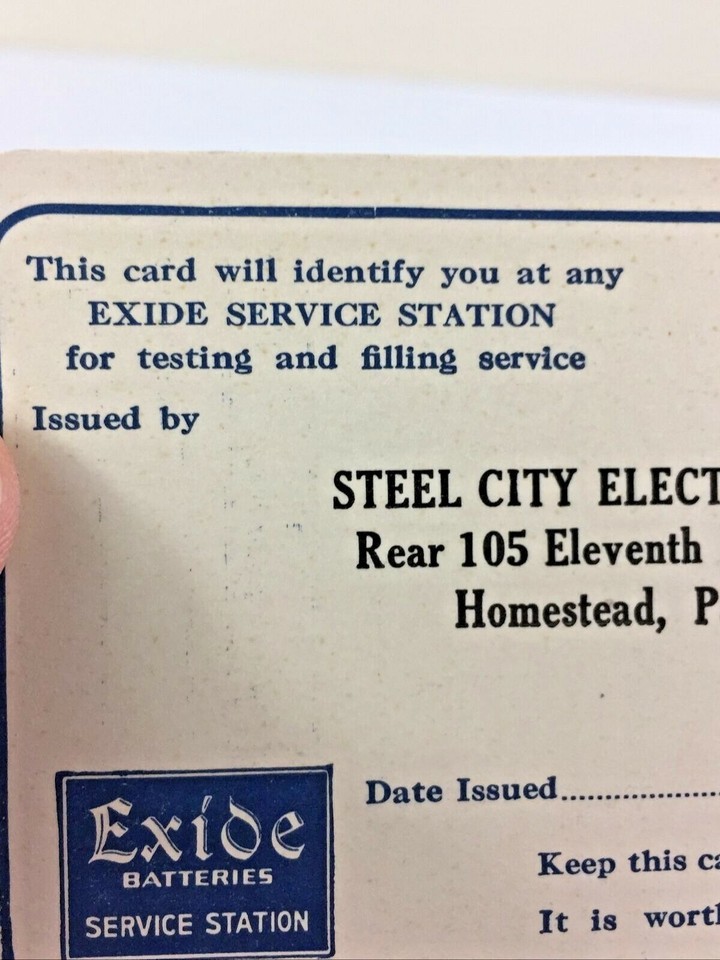 This card will identify you at any
EXIDE SERVICE STATION
for testing and filling service
Issued by
STEEL CITY ELECT
Rear 105 Eleventh
Homestead, P
Date Issued....................
Keep this ca
It is worth
Exide
BATTERIES
SERVICE STATION